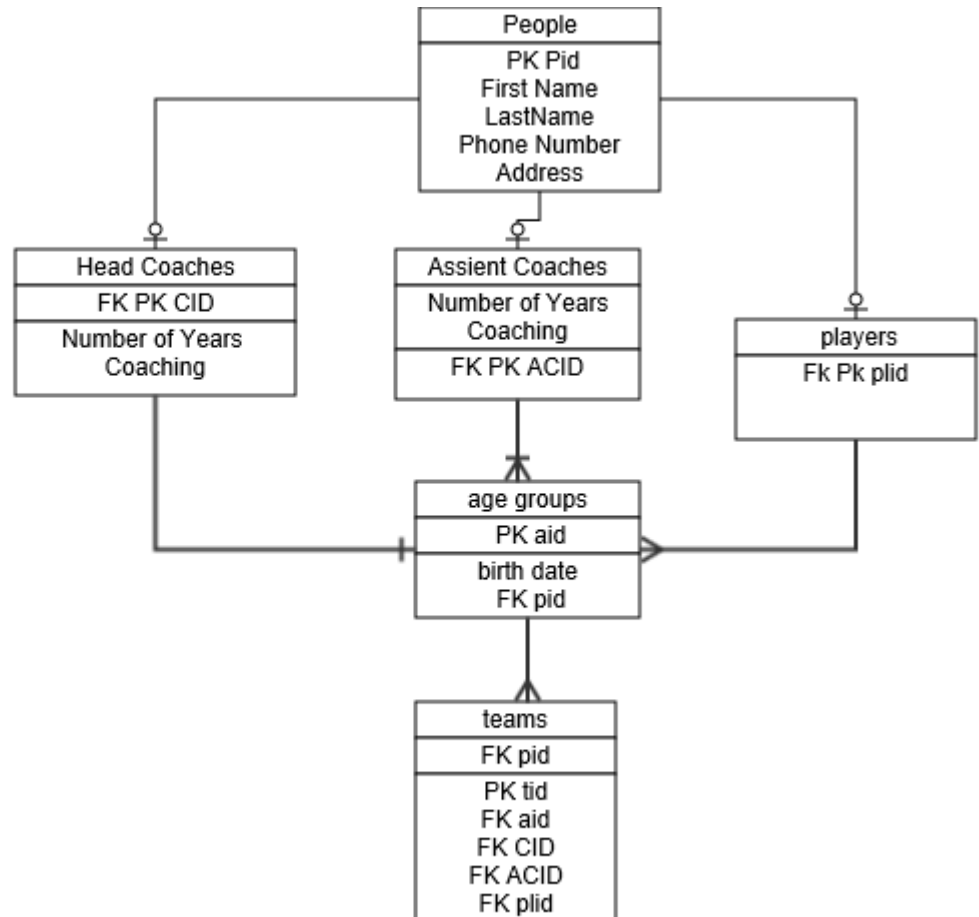 People
PK Pid
First Name
LastName
Phone Number
Address
Head Coaches
FK PK CID
Number of Years
Coaching
Assient Coaches
Number of Years
Coaching
FK PK ACID
players
Fk Pk plid
age groups
PK aid
birth date
FK pid
teams
FK pid
PK tid
FK aid
FK CID
FK ACID
FK plid